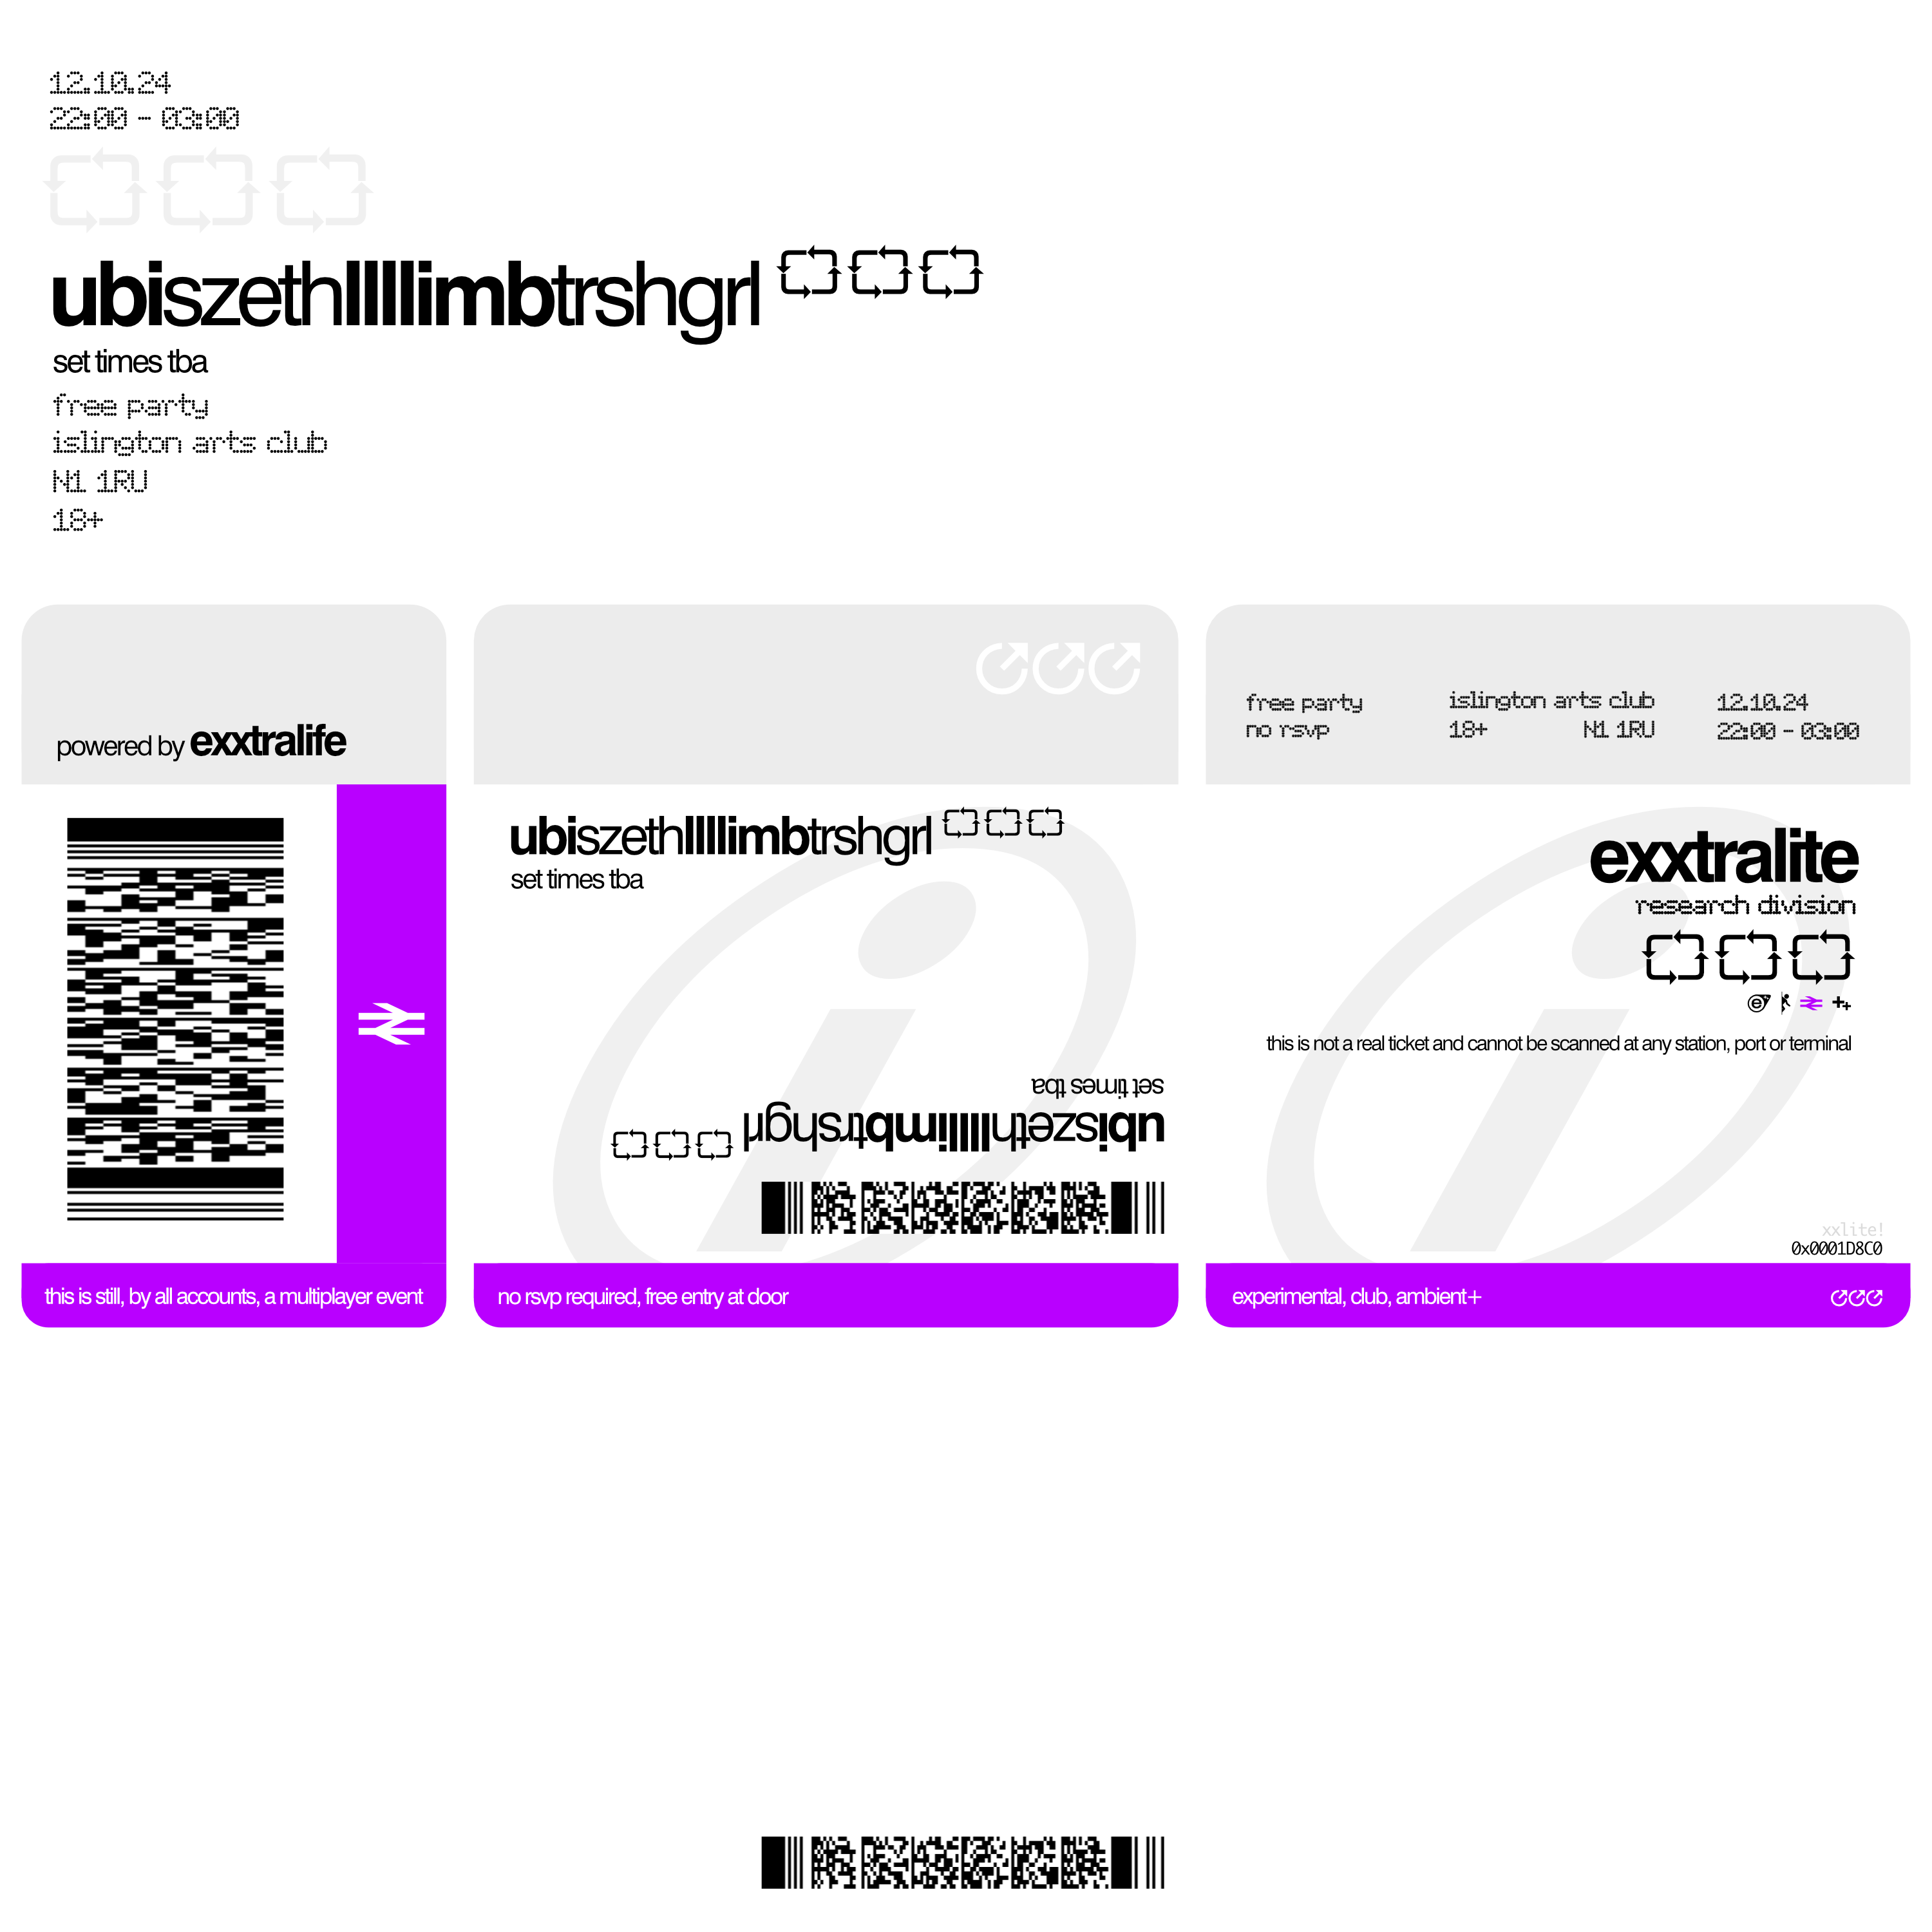 12.10.24
22:00 - 03:00
ubiszethlllllimbtrshgrl
set times tba
free party
islington arts club
N1 1RU
18+
powered by exxtralife
this is still, by all accounts, a multiplayer event
ubiszethlllllimbtrshgrl
set times tba
set times tba
ubiszethlllllimbtrshgrl
no rsvp required, free entry at door
free party
no rsvp
islington arts club
18+ N1 1RU
12.10.24
22:00 - 03:00
exxtralite
research division
this is not a real ticket and cannot be scanned at any station, port or terminal
xxlite!
0x0001D8C0
experimental, club, ambient+